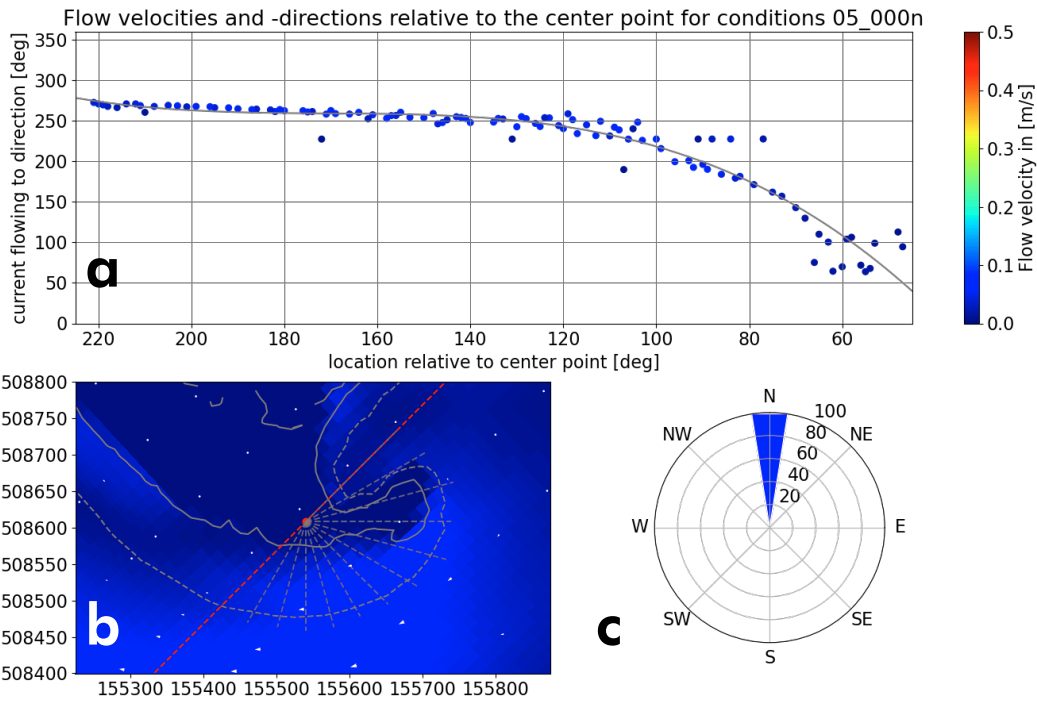 Flow velocities and -directions relative to the center point for conditions 05_000n
current flowing to direction [deg]
350
300
250
200
150
100
50
0
a
220 200 180 160 140 120 100 80 60
location relative to center point [deg]
0.5
0.4
0.3
0.2
0.1
0.0
Flow velocity in [m/s]
508800
508750
508700
508650
508600
508550
508500
508450
508400
b
155300 155400 155500 155600 155700 155800
c
N
NE
E
SE
S
SW
W
NW
100
80
60
40
20